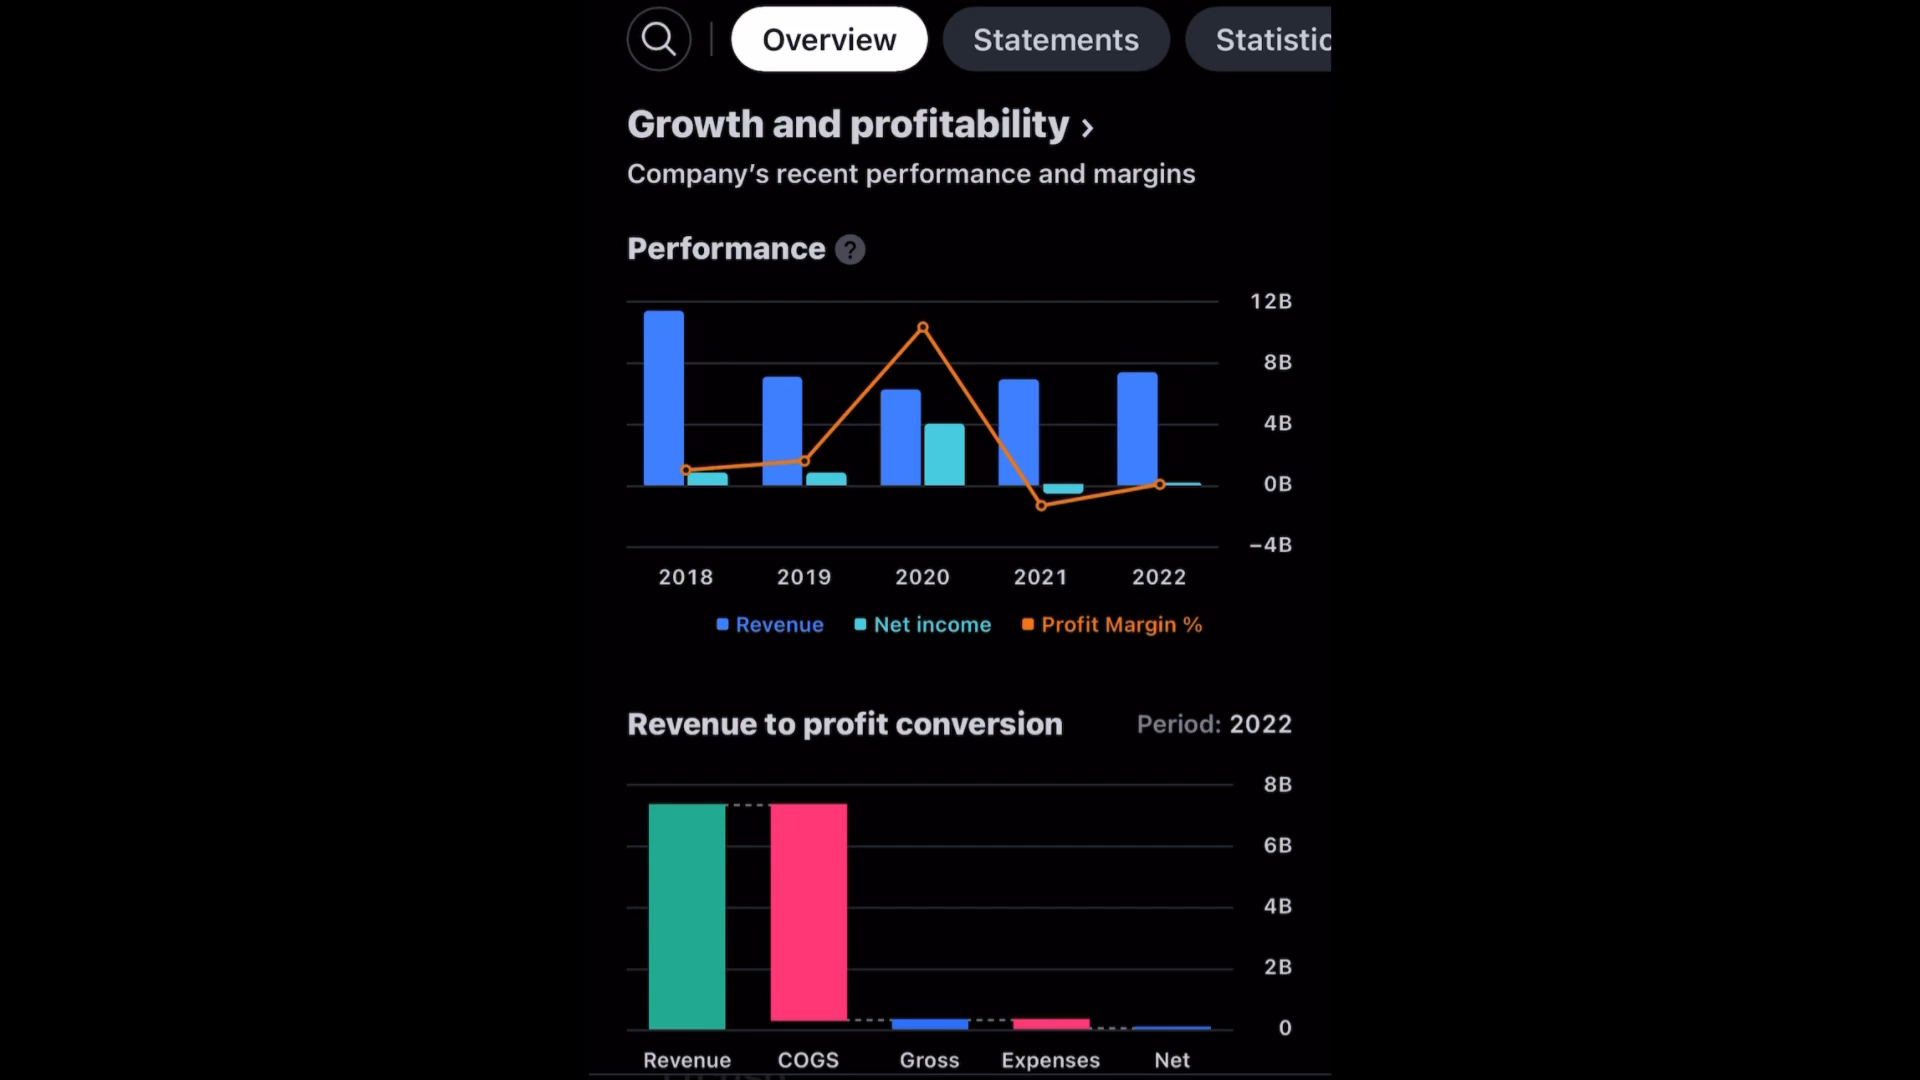 Overview Statements Statistic
Growth and profitability ›
Company’s recent performance and margins
Performance ?
12B
8B
4B
0B
−4B
2018 2019 2020 2021 2022
Revenue Net income Profit Margin %
Revenue to profit conversion Period: 2022
8B
6B
4B
2B
0
Revenue COGS Gross Expenses Net